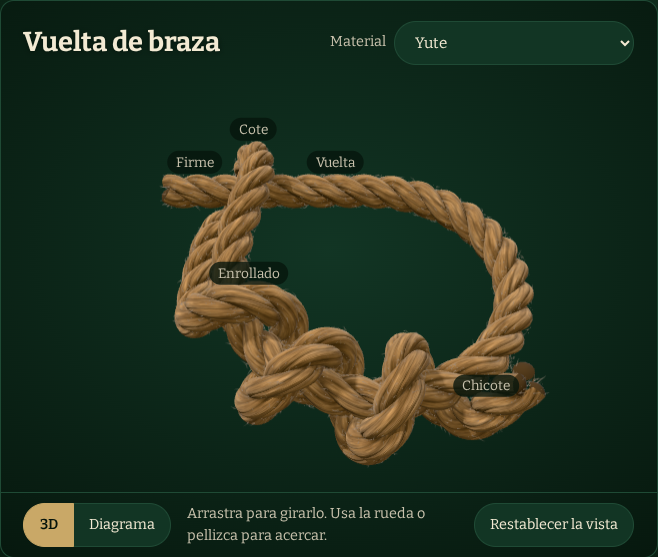 Vuelta de braza
Material
Yute
Cote
Firme
Vuelta
Enrollado
Chicote
3D
Diagrama
Arrastra para girarlo. Usa la rueda o
pellizca para acercar.
Restablecer la vista